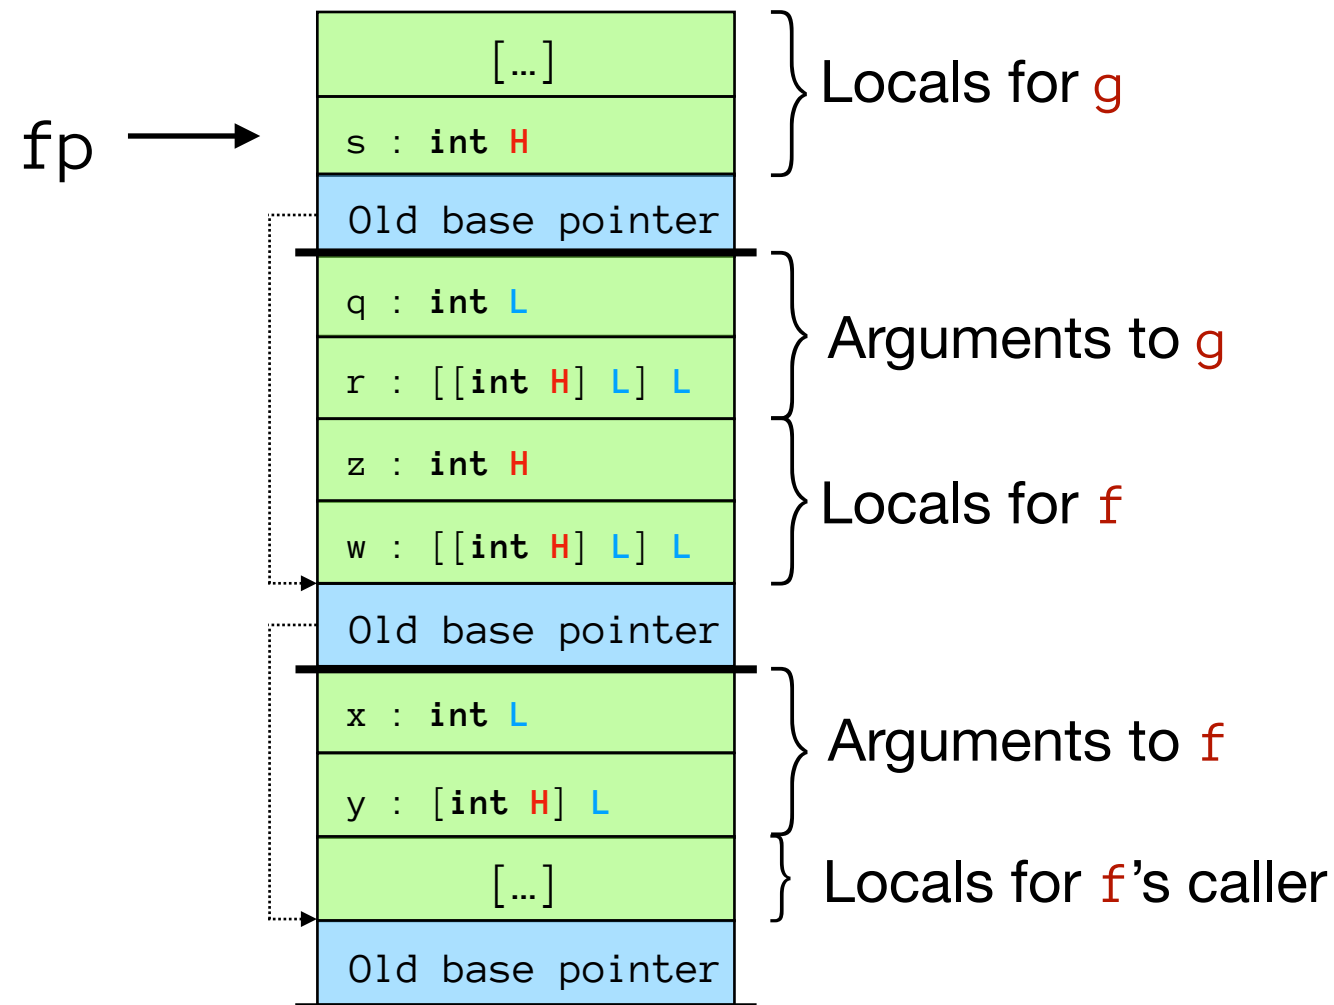 […]
Locals for g
fp
s : int H
Old base pointer
q : int L
Arguments to g
r : [[int H] L] L
z : int H
Locals for f
w : [[int H] L] L
Old base pointer
x : int L
Arguments to f
y : [int H] L
[…]
Locals for f’s caller
Old base pointer